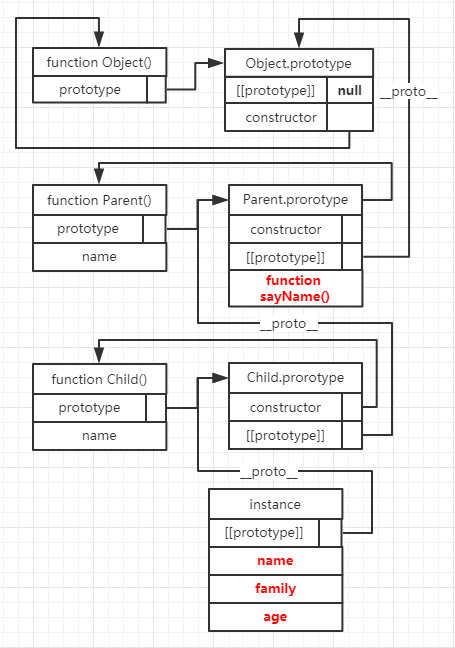 function Object()
prototype
Object.prototype
[[prototype]] null
constructor
__proto__
function Parent()
prototype
name
Parent.prorotype
constructor
[[prototype]]
function
sayName()
__proto__
function Child()
prototype
name
Child.prorotype
constructor
[[prototype]]
__proto__
instance
[[prototype]]
name
family
age